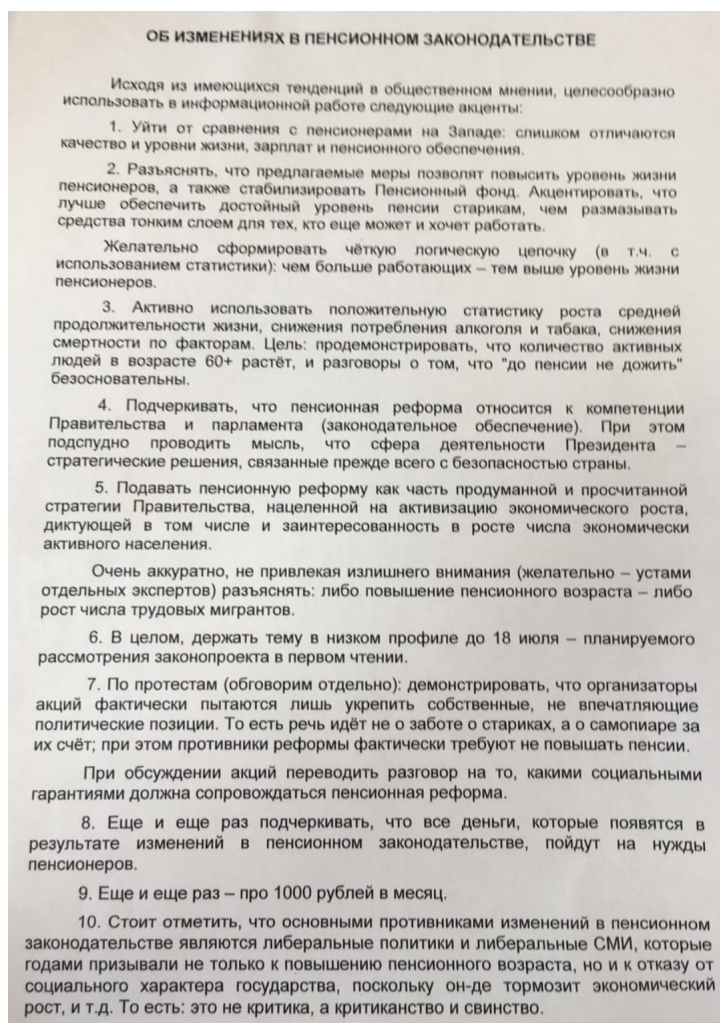 ОБ ИЗМЕНЕНИЯХ В ПЕНСИОННОМ ЗАКОНОДАТЕЛЬСТВЕ
Исходя из имеющихся тенденций в общественном мнении, целесообразно
использовать в информационной работе следующие акценты:
1. Уйти от сравнения с пенсионерами на Западе: слишком отличаются
качество и уровни жизни, зарплат и пенсионного обеспечения.
2. Разъяснять, что предлагаемые меры позволят повысить уровень жизни
пенсионеров, а также стабилизировать Пенсионный фонд. Акцентировать, что
лучше обеспечить достойный уровень пенсии старикам, чем размазывать
средства тонким слоем для тех, кто еще может и хочет работать.
Желательно сформировать чёткую логическую цепочку (в т.ч. с
использованием статистики): чем больше работающих – тем выше уровень жизни
пенсионеров.
3. Активно использовать положительную статистику роста средней
продолжительности жизни, снижения потребления алкоголя и табака, снижения
смертности по факторам. Цель: продемонстрировать, что количество активных
людей в возрасте 60+ растёт, и разговоры о том, что "до пенсии не дожить"
безосновательны.
4. Подчеркивать, что пенсионная реформа относится к компетенции
Правительства и парламента (законодательное обеспечение). При этом
подспудно проводить мысль, что сфера деятельности Президента –
стратегические решения, связанные прежде всего с безопасностью страны.
5. Подавать пенсионную реформу как часть продуманной и просчитанной
стратегии Правительства, нацеленной на активизацию экономического роста,
диктующей в том числе и заинтересованность в росте числа экономически
активного населения.
Очень аккуратно, не привлекая излишнего внимания (желательно – устами
отдельных экспертов) разъяснять: либо повышение пенсионного возраста – либо
рост числа трудовых мигрантов.
6. В целом, держать тему в низком профиле до 18 июля – планируемого
рассмотрения законопроекта в первом чтении.
7. По протестам (обговорим отдельно): демонстрировать, что организаторы
акций фактически пытаются лишь укрепить собственные, не впечатляющие
политические позиции. То есть речь идёт не о заботе о стариках, а о самопиаре за
их счёт; при этом противники реформы фактически требуют не повышать пенсии.
При обсуждении акций переводить разговор на то, какими социальными
гарантиями должна сопровождаться пенсионная реформа.
8. Еще и еще раз подчеркивать, что все деньги, которые появятся в
результате изменений в пенсионном законодательстве, пойдут на нужды
пенсионеров.
9. Еще и еще раз – про 1000 рублей в месяц.
10. Стоит отметить, что основными противниками изменений в пенсионном
законодательстве являются либеральные политики и либеральные СМИ, которые
годами призывали не только к повышению пенсионного возраста, но и к отказу от
социального характера государства, поскольку он-де тормозит экономический
рост, и т.д. То есть: это не критика, а критиканство и свинство.